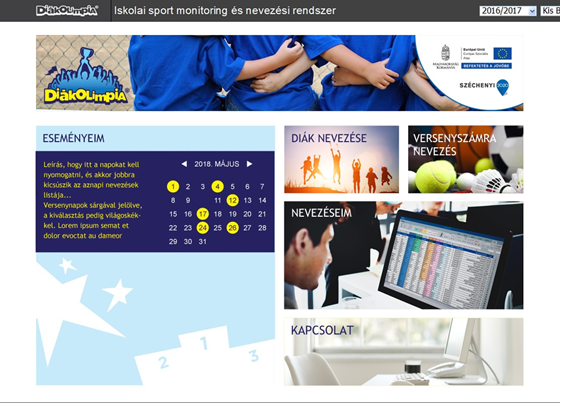 DIÁKOLIMPIA® Iskolai sport monitoring és nevezési rendszer 2016/2017 Kis B
DIÁKOLIMPIA®
MAGYARORSZÁG
KORMÁNYA
Európai Unió
Európai Szociális
Alap
BEFEKTETÉS A JÖVŐBE
SZÉCHENYI 2020
ESEMÉNYEIM
Leírás, hogy itt a napokat kell
nyomogatni, és akkor jobbra
kicsúszik az aznapi nevezések
listája...
Versenynapok sárgával jelölve,
a kiválasztás pedig világoskék-
kel. Lorem ipsum semat et
dolor evoctat au dameor
2018. MÁJUS
1 2 3 4 5 6 7
8 9 11 12 13 14
15 16 17 18 19 20 21
22 23 24 25 26 27 28
29 30 31
2 1 3
DIÁK NEVEZÉSE
VERSENYSZÁMRA
NEVEZÉS
NEVEZÉSEIM
KAPCSOLAT